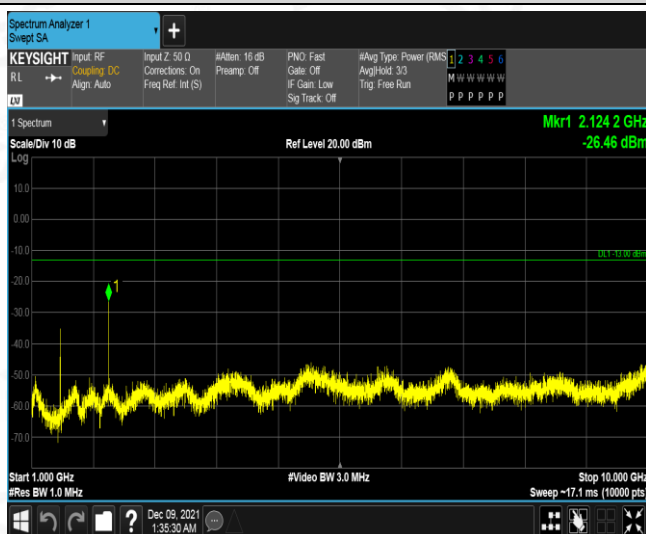 Spectrum Analyzer 1
Swept SA
+
KEYSIGHT
RL
LXI
Input: RF
Coupling: DC
Align: Auto
Input Z: 50 Ω
Corrections: On
Freq Ref: Int (S)
#Atten: 16 dB
Preamp: Off
PNO: Fast
Gate: Off
IF Gain: Low
Sig Track: Off
#Avg Type: Power (RMS
Avg|Hold: 3/3
Trig: Free Run
1 2 3 4 5 6
M W W W W W
P P P P P P
1 Spectrum
Scale/Div 10 dB
Ref Level 20.00 dBm
Mkr1 2.124 2 GHz
-26.46 dBm
Log
10.0
0.00
-10.0
DL1 -13.00 dBm
-20.0
1
-30.0
-40.0
-50.0
-60.0
-70.0
Start 1.000 GHz
#Video BW 3.0 MHz
Stop 10.000 GHz
#Res BW 1.0 MHz
Sweep ~17.1 ms (10000 pts)
?
Dec 09, 2021
1:35:30 AM